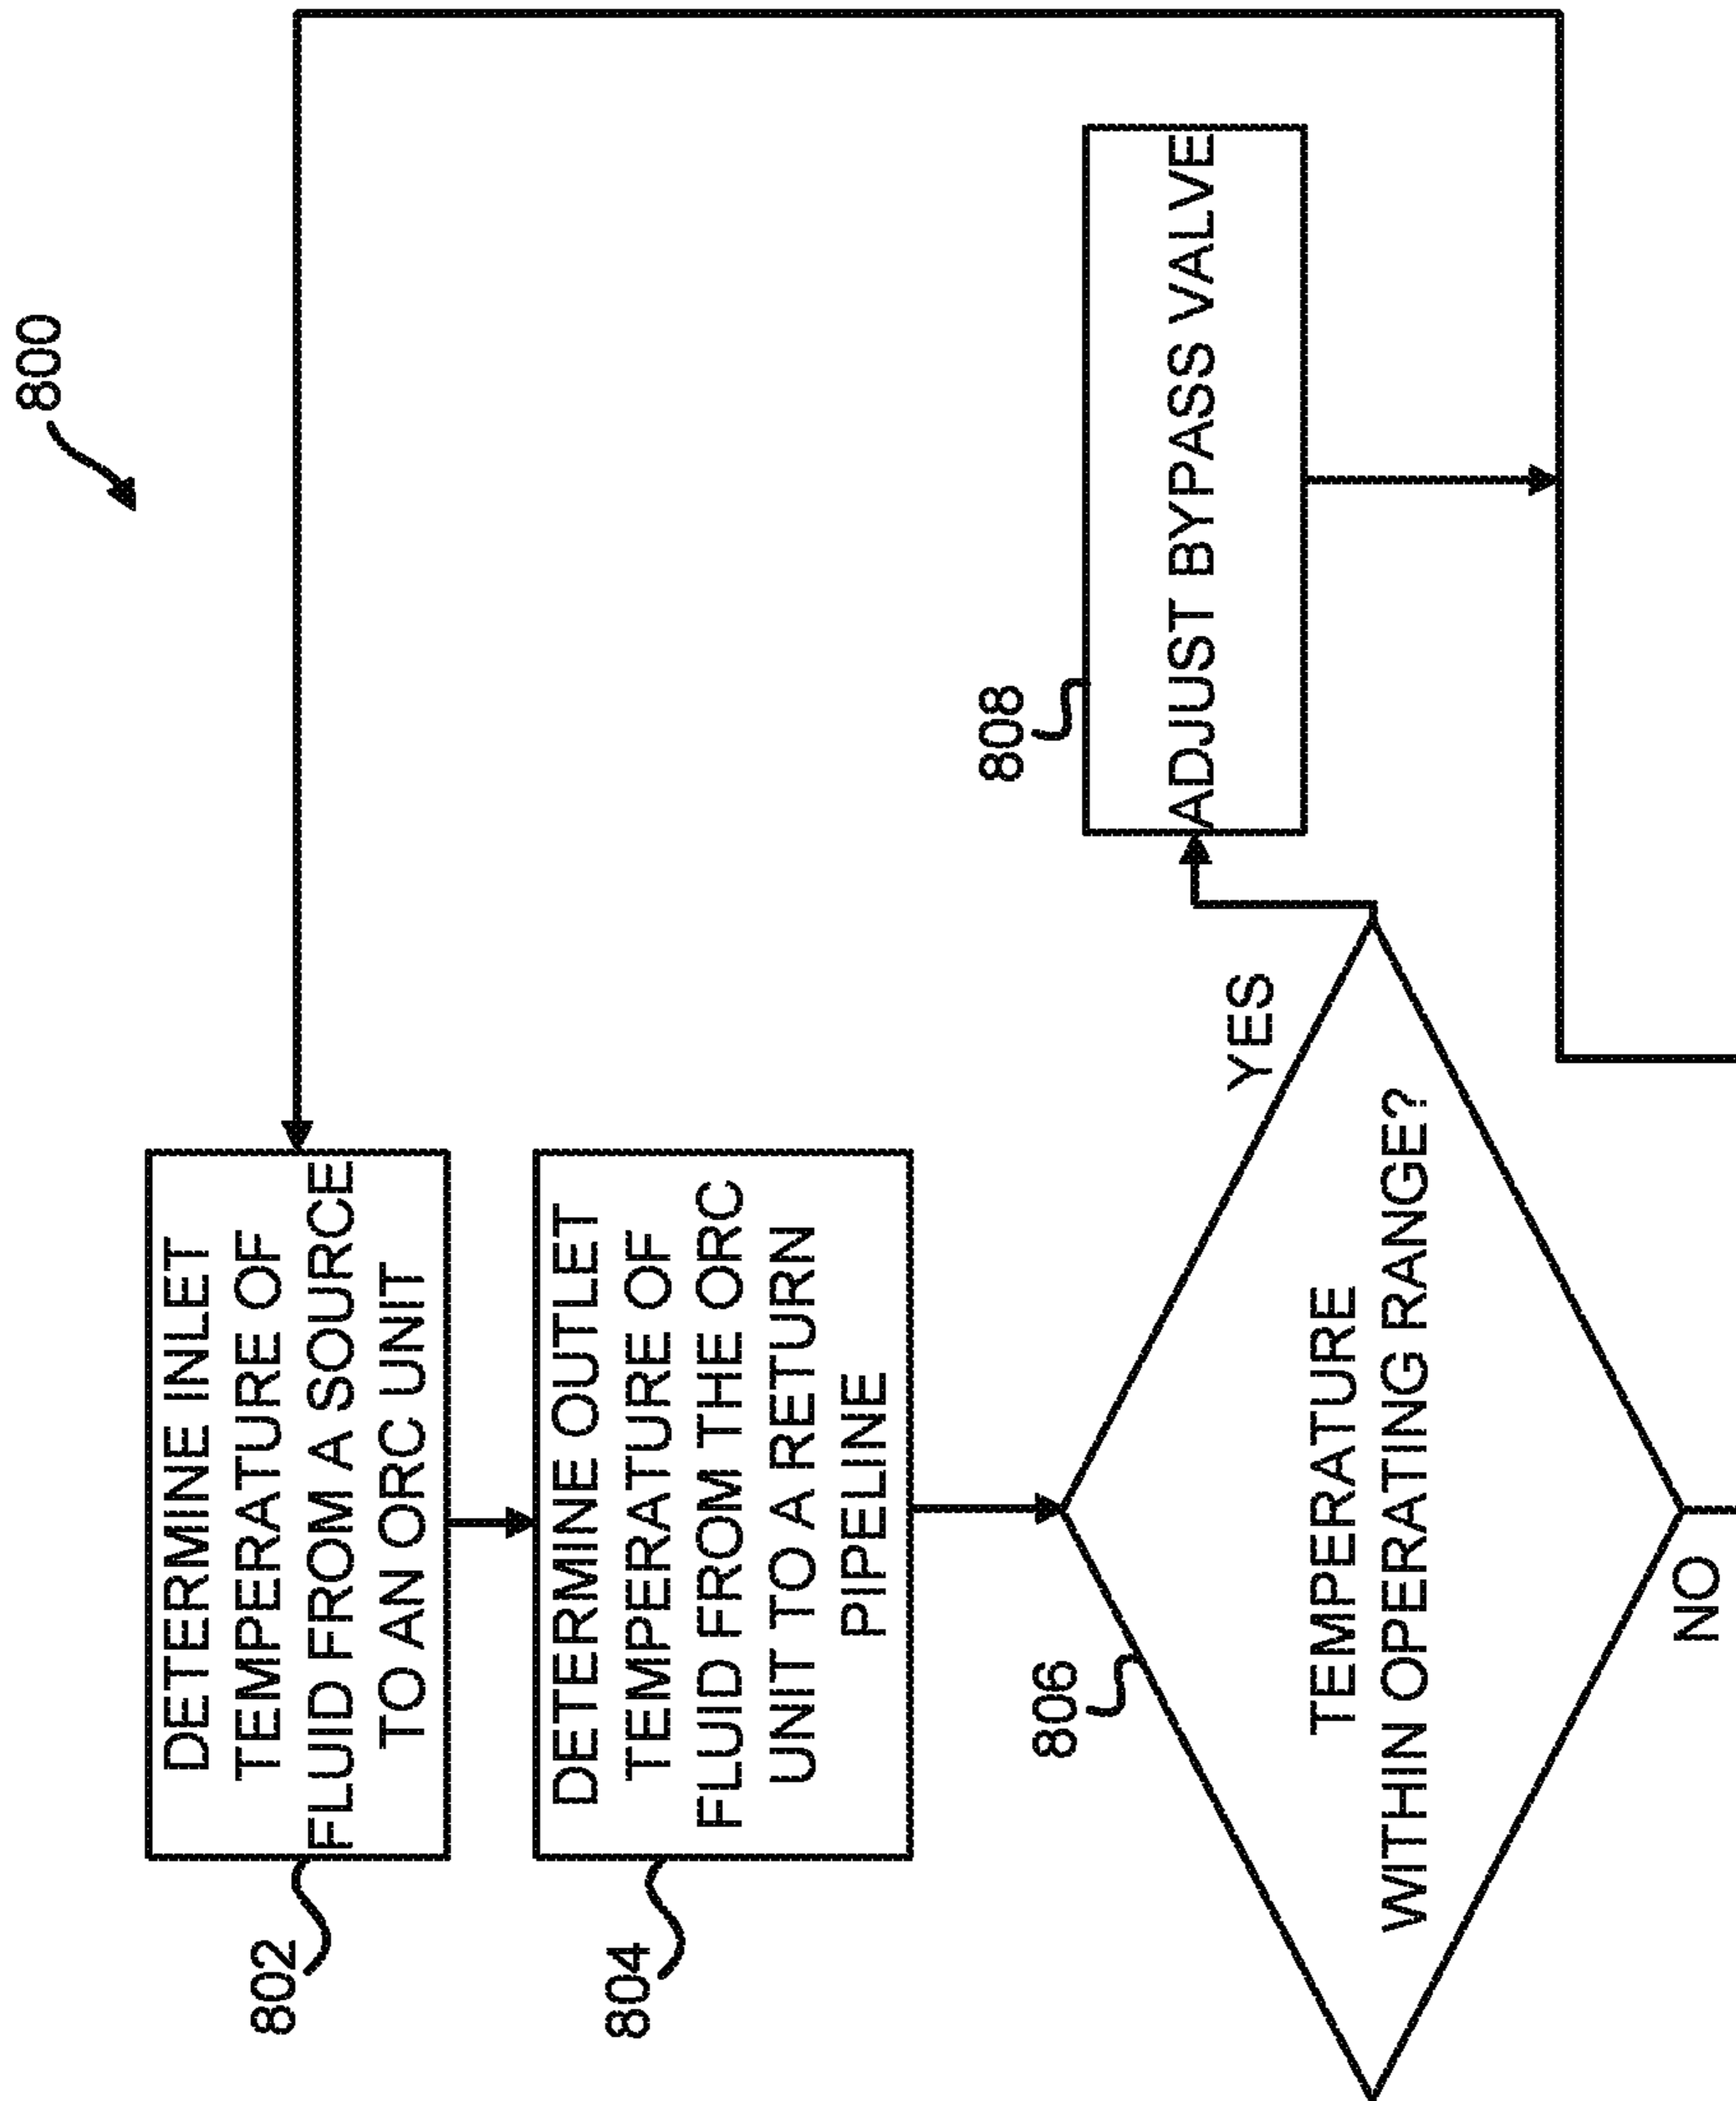 800
802
DETERMINE INLET
TEMPERATURE OF
FLUID FROM A SOURCE
TO AN ORC UNIT
804
DETERMINE OUTLET
TEMPERATURE OF
FLUID FROM THE ORC
UNIT TO A RETURN
PIPELINE
806
TEMPERATURE
WITHIN OPERATING RANGE?
YES
808
ADJUST BYPASS VALVE
NO